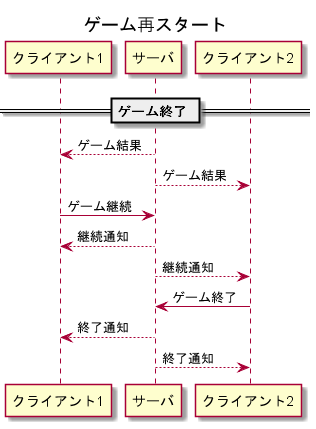 ゲーム再スタート
クライアント1 サーバ クライアント2
ゲーム終了
ゲーム結果
ゲーム結果
ゲーム継続
継続通知
継続通知
ゲーム終了
終了通知
終了通知
クライアント1 サーバ クライアント2